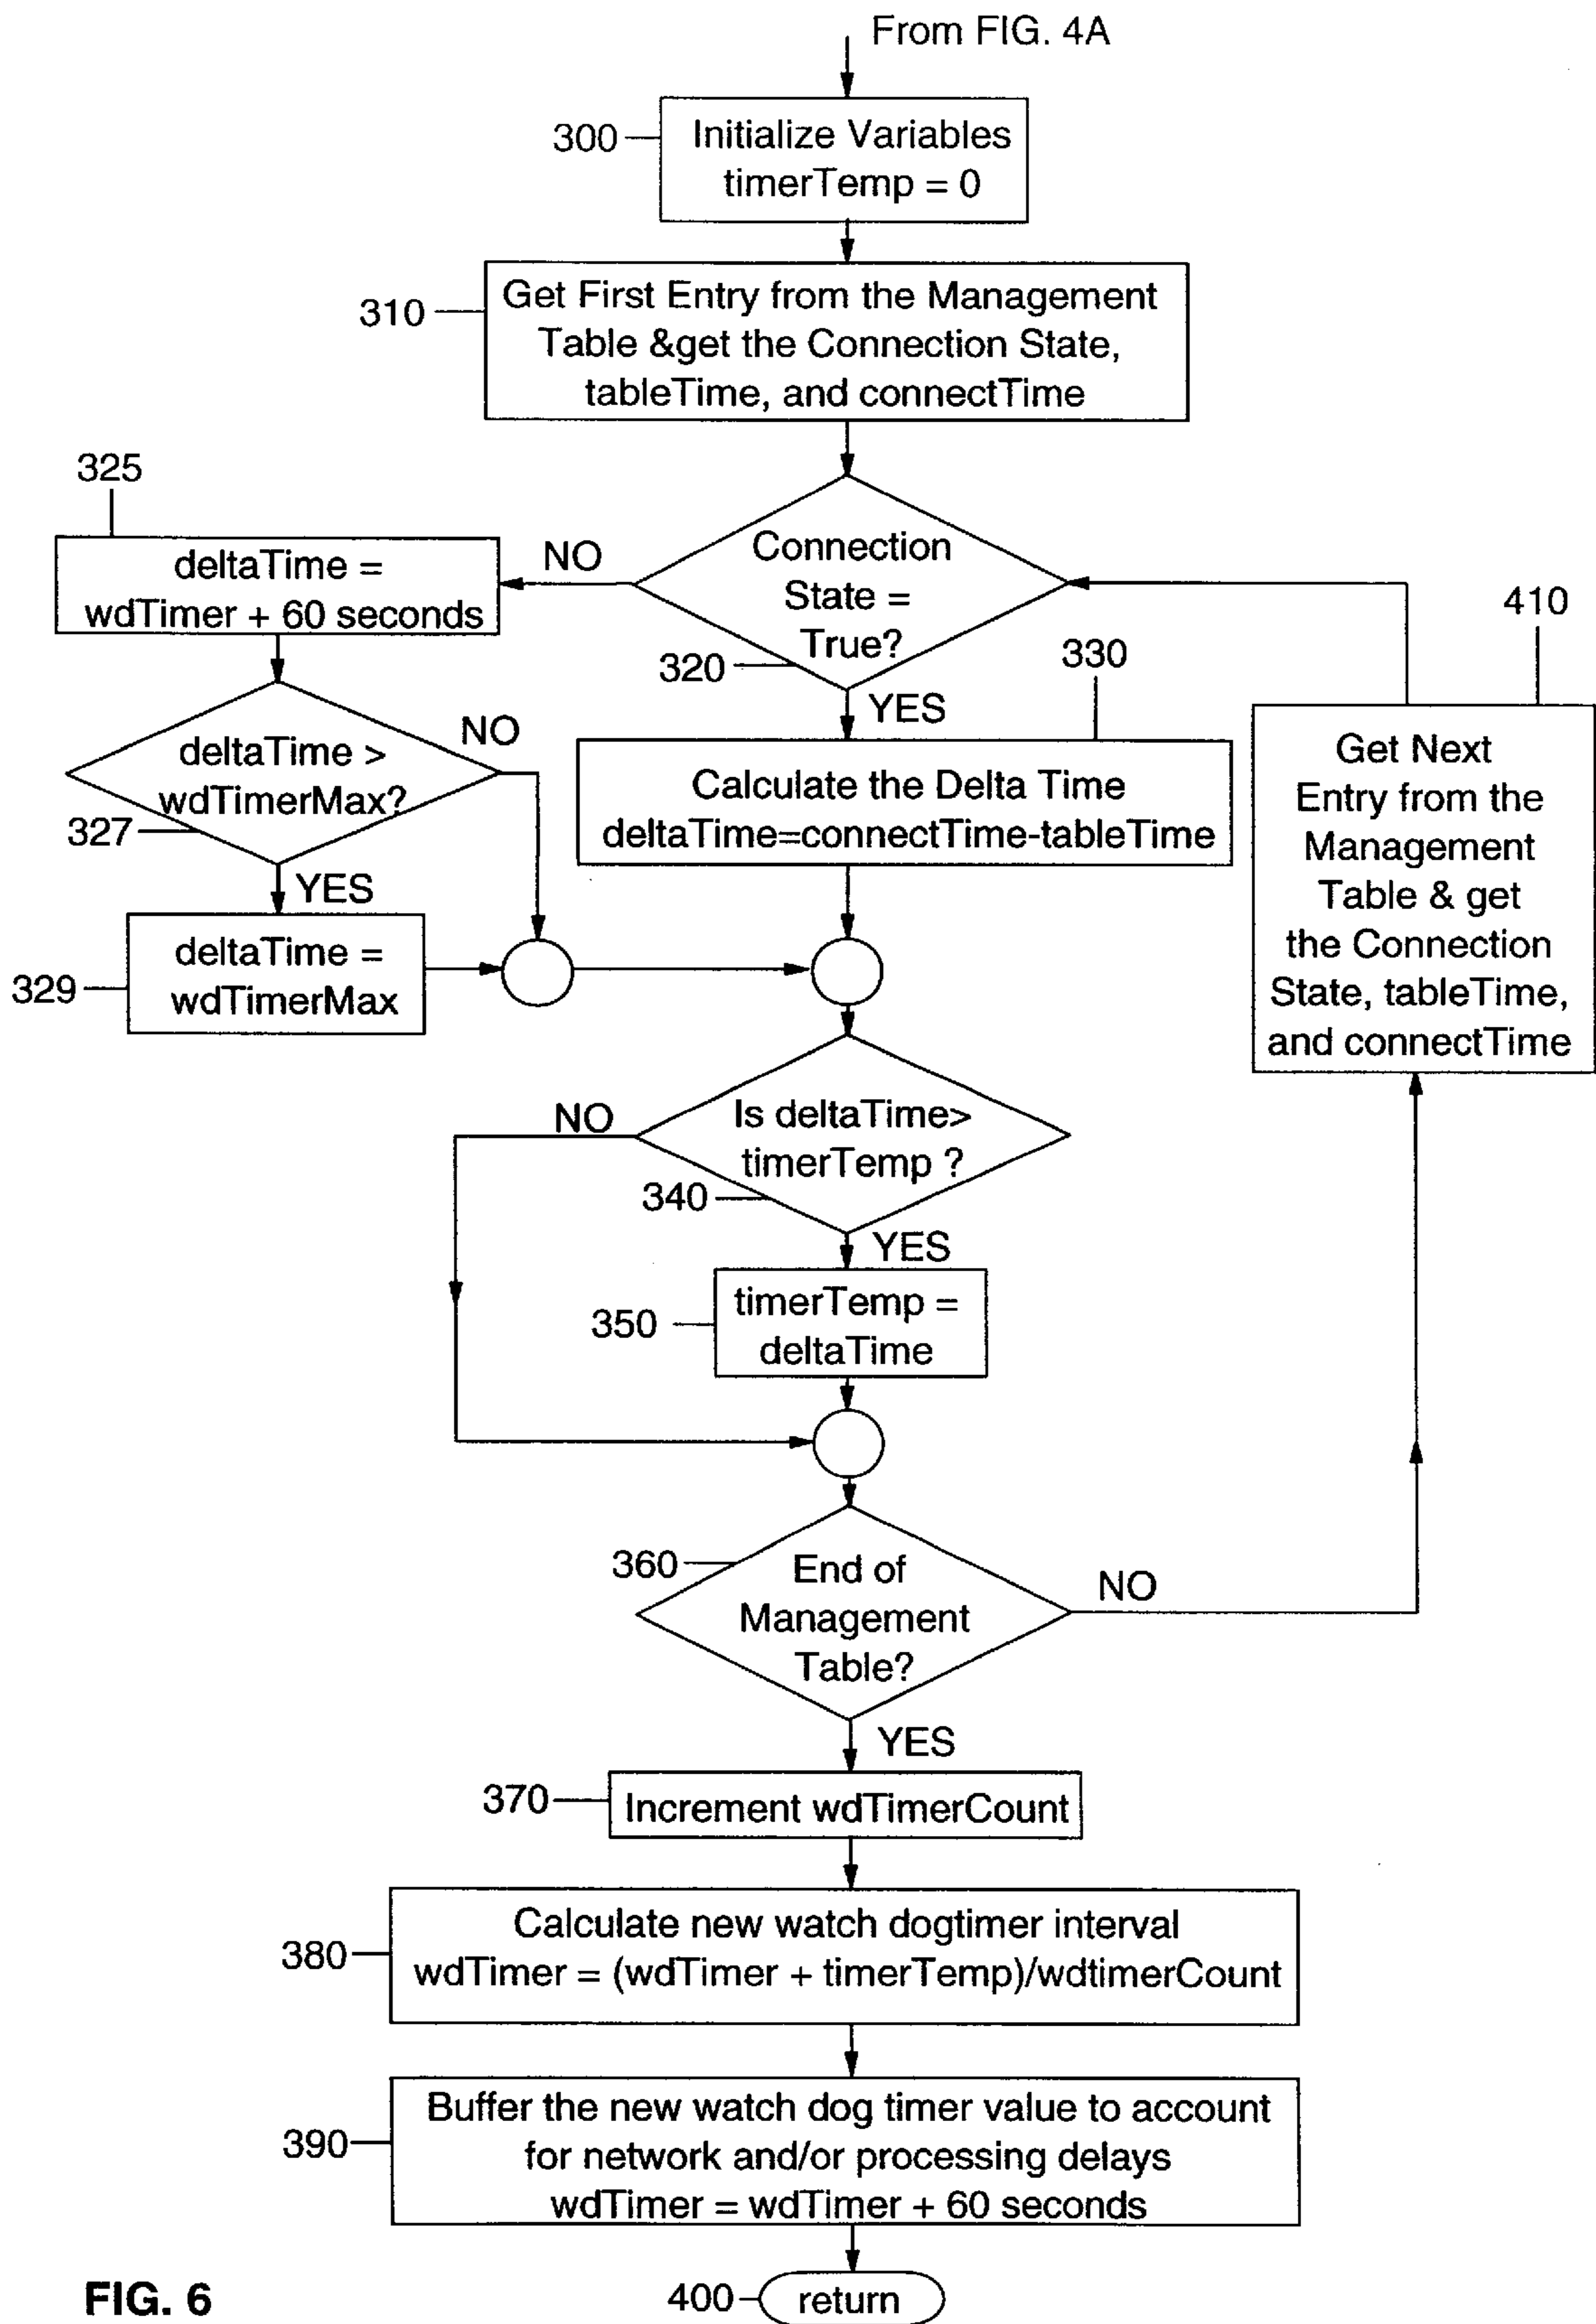 From FIG. 4A
300
Initialize Variables
timerTemp = 0
310
Get First Entry from the Management
Table &get the Connection State,
tableTime, and connectTime
325
deltaTime =
wdTimer + 60 seconds
NO
Connection
State =
True?
320
YES
330
410
deltaTime >
wdTimerMax?
NO
327
YES
Calculate the Delta Time
deltaTime=connectTime-tableTime
Get Next
Entry from the
Management
Table & get
the Connection
State, tableTime,
and connectTime
deltaTime =
wdTimerMax
329
NO
Is deltaTime>
timerTemp ?
340
YES
350
timerTemp =
deltaTime
360
End of
Management
Table?
NO
YES
370
Increment wdTimerCount
380
Calculate new watch dogtimer interval
wdTimer = (wdTimer + timerTemp)/wdtimerCount
390
Buffer the new watch dog timer value to account
for network and/or processing delays
wdTimer = wdTimer + 60 seconds
FIG. 6
400
return